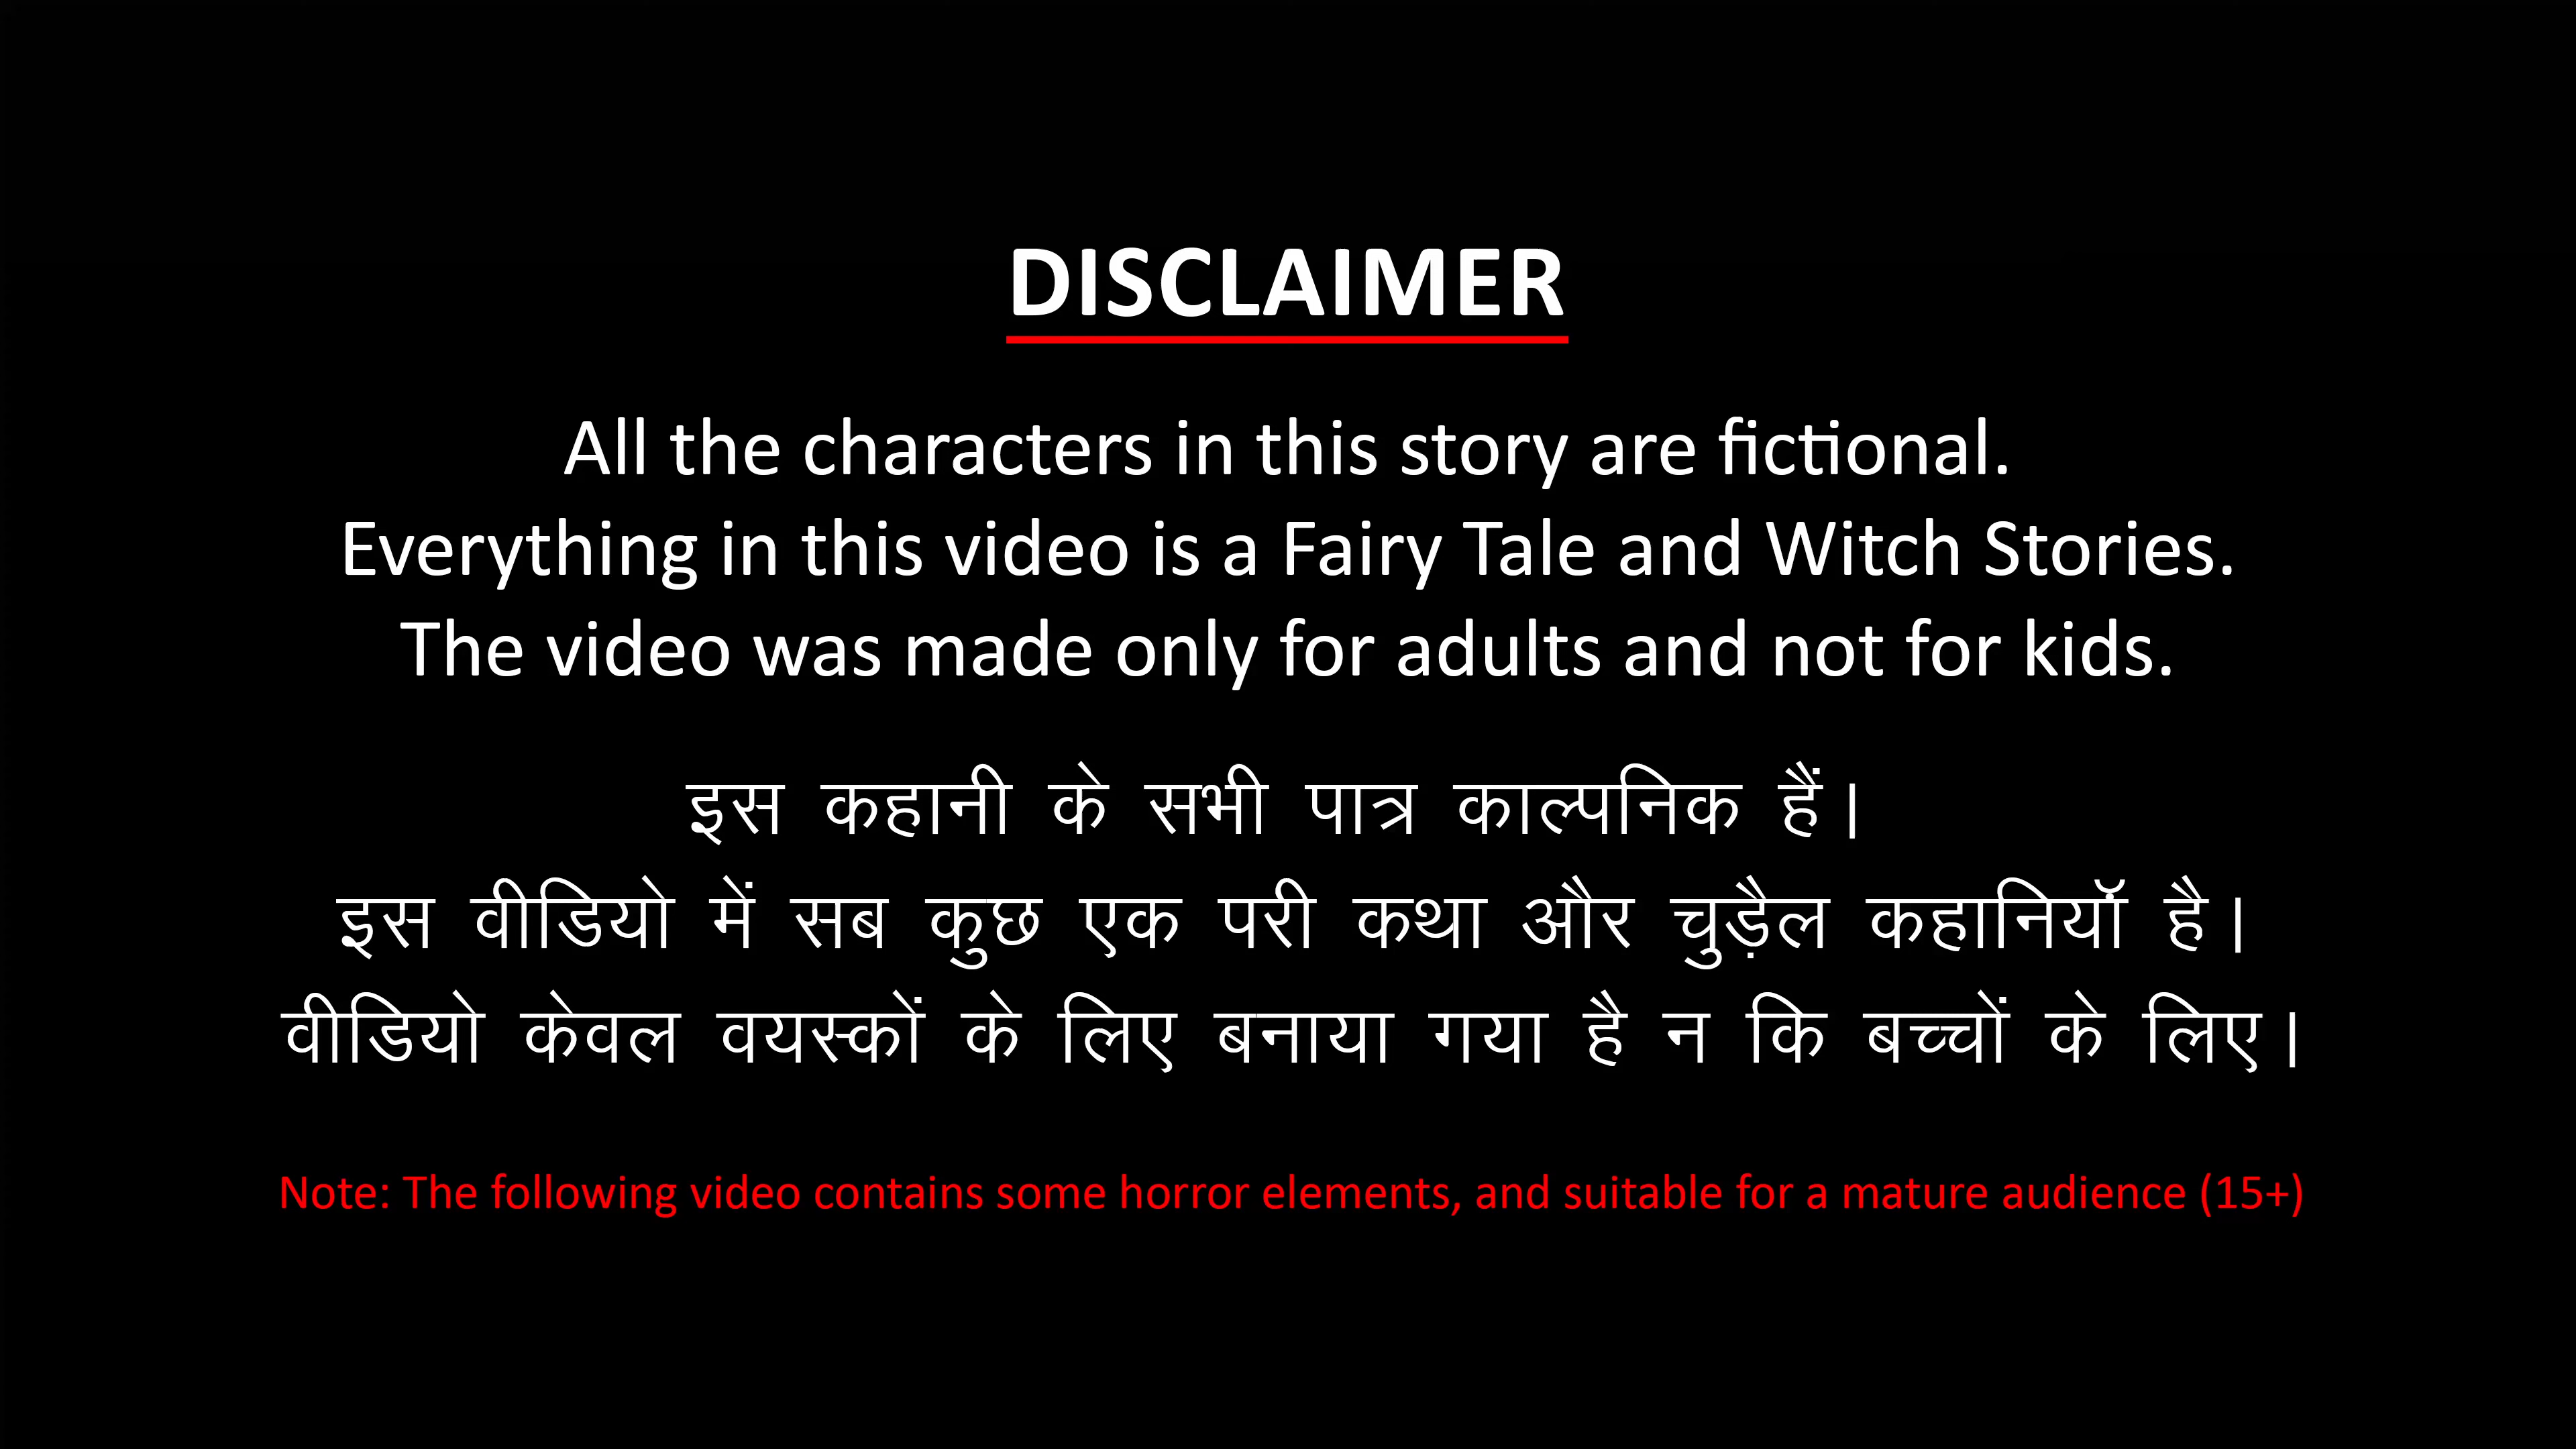 DISCLAIMER
All the characters in this story are fictional.
Everything in this video is a Fairy Tale and Witch Stories.
The video was made only for adults and not for kids.
इस कहानी के सभी पात्र काल्पनिक हैं।
इस वीडियो में सब कुछ एक परी कथा और चुड़ैल कहानियॉ है।
वीडियो केवल वयस्कों के लिए बनाया गया है न कि बच्चों के लिए।
Note: The following video contains some horror elements, and suitable for a mature audience (15+)